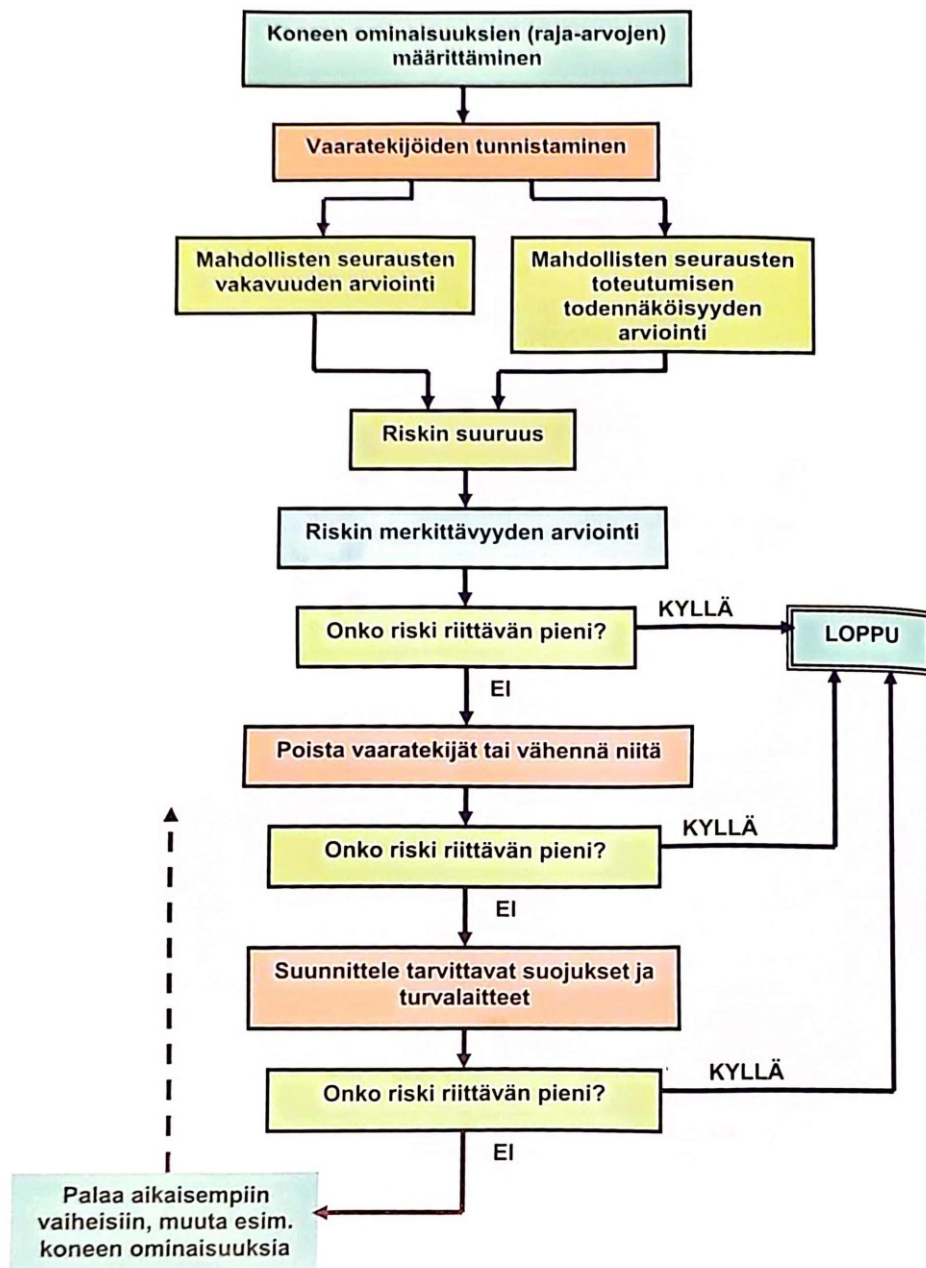 Koneen ominaisuuksien (raja-arvojen)
määrittäminen
Vaaratekijöiden tunnistaminen
Mahdollisten seurausten
vakavuuden arviointi
Mahdollisten seurausten
toteutumisen
todennäköisyyden
arviointi
Riskin suuruus
Riskin merkittävyyden arviointi
Onko riski riittävän pieni?
KYLLÄ
LOPPU
EI
Poista vaaratekijät tai vähennä niitä
Onko riski riittävän pieni?
KYLLÄ
EI
Suunnittele tarvittavat suojukset ja
turvalaitteet
Onko riski riittävän pieni?
KYLLÄ
EI
Palaa aikaisempiin
vaiheisiin, muuta esim.
koneen ominaisuuksia